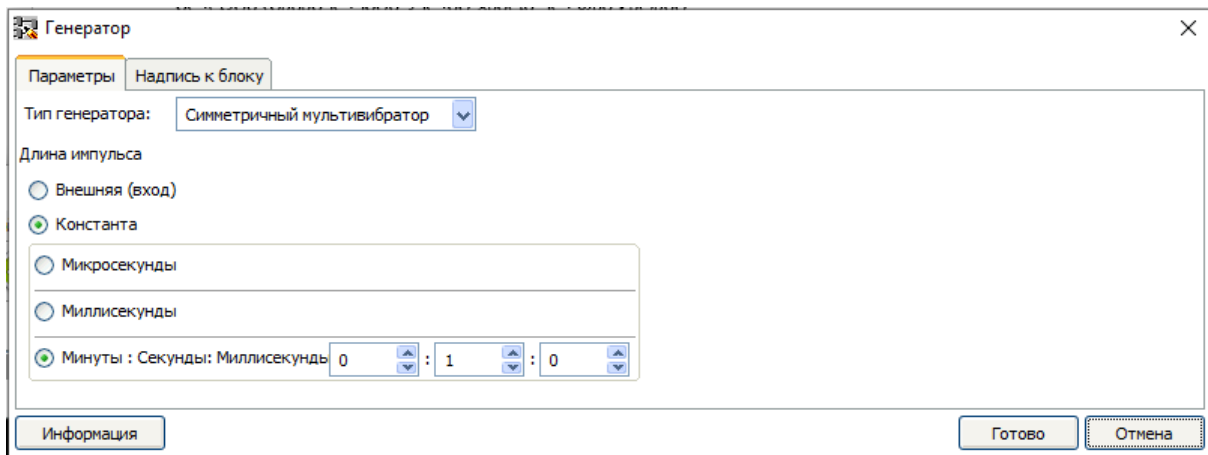 Генератор
Параметры Надпись к блоку
Тип генератора: Симметричный мультивибратор
Длина импульса
Внешняя (вход)
Константа
Микросекунды
Миллисекунды
Минуты : Секунды: Миллисекунды 0 : 1 : 0
Информация Готово Отмена